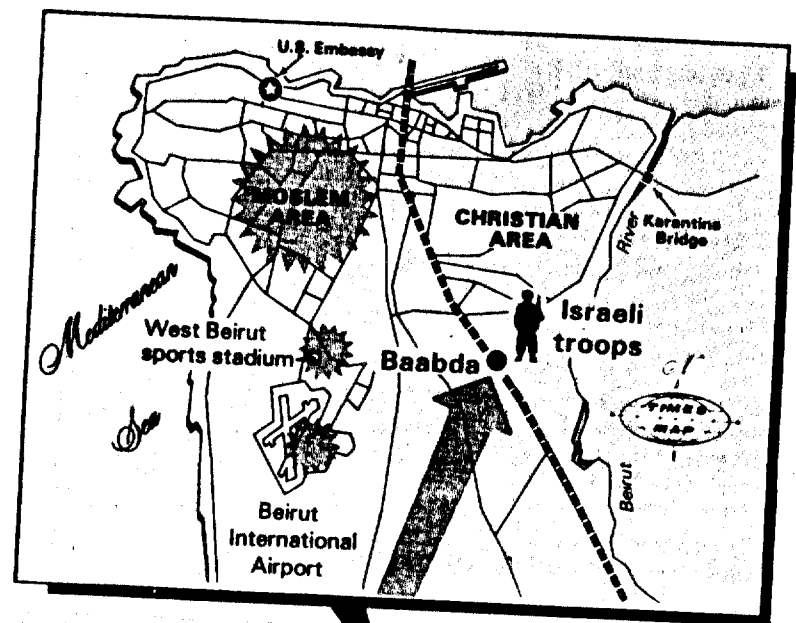 U.S. Embassy
MOSLEM
AREA
CHRISTIAN
AREA
River
Karantina
Bridge
Mediterranean
Sea
West Beirut
sports stadium
Baabda
Israeli
troops
TIMES
MAP
Beirut
Beirut
International
Airport